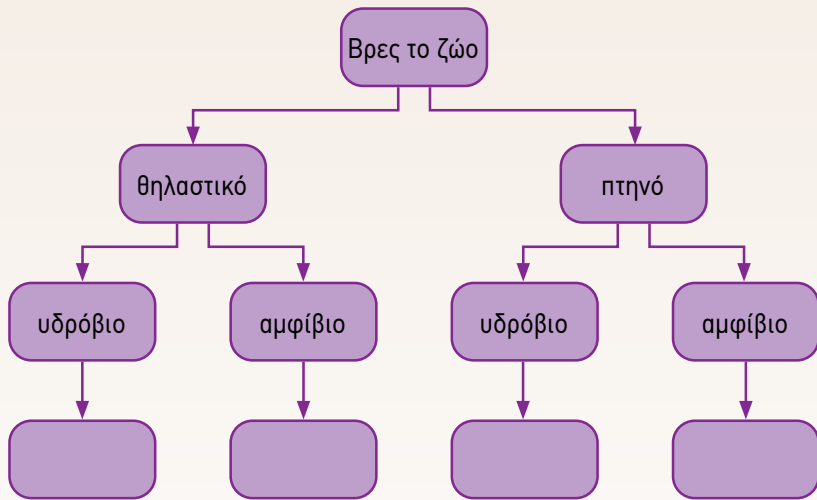 Βρες το ζώο
θηλαστικό
πτηνό
υδρόβιο
αμφίβιο
υδρόβιο
αμφίβιο